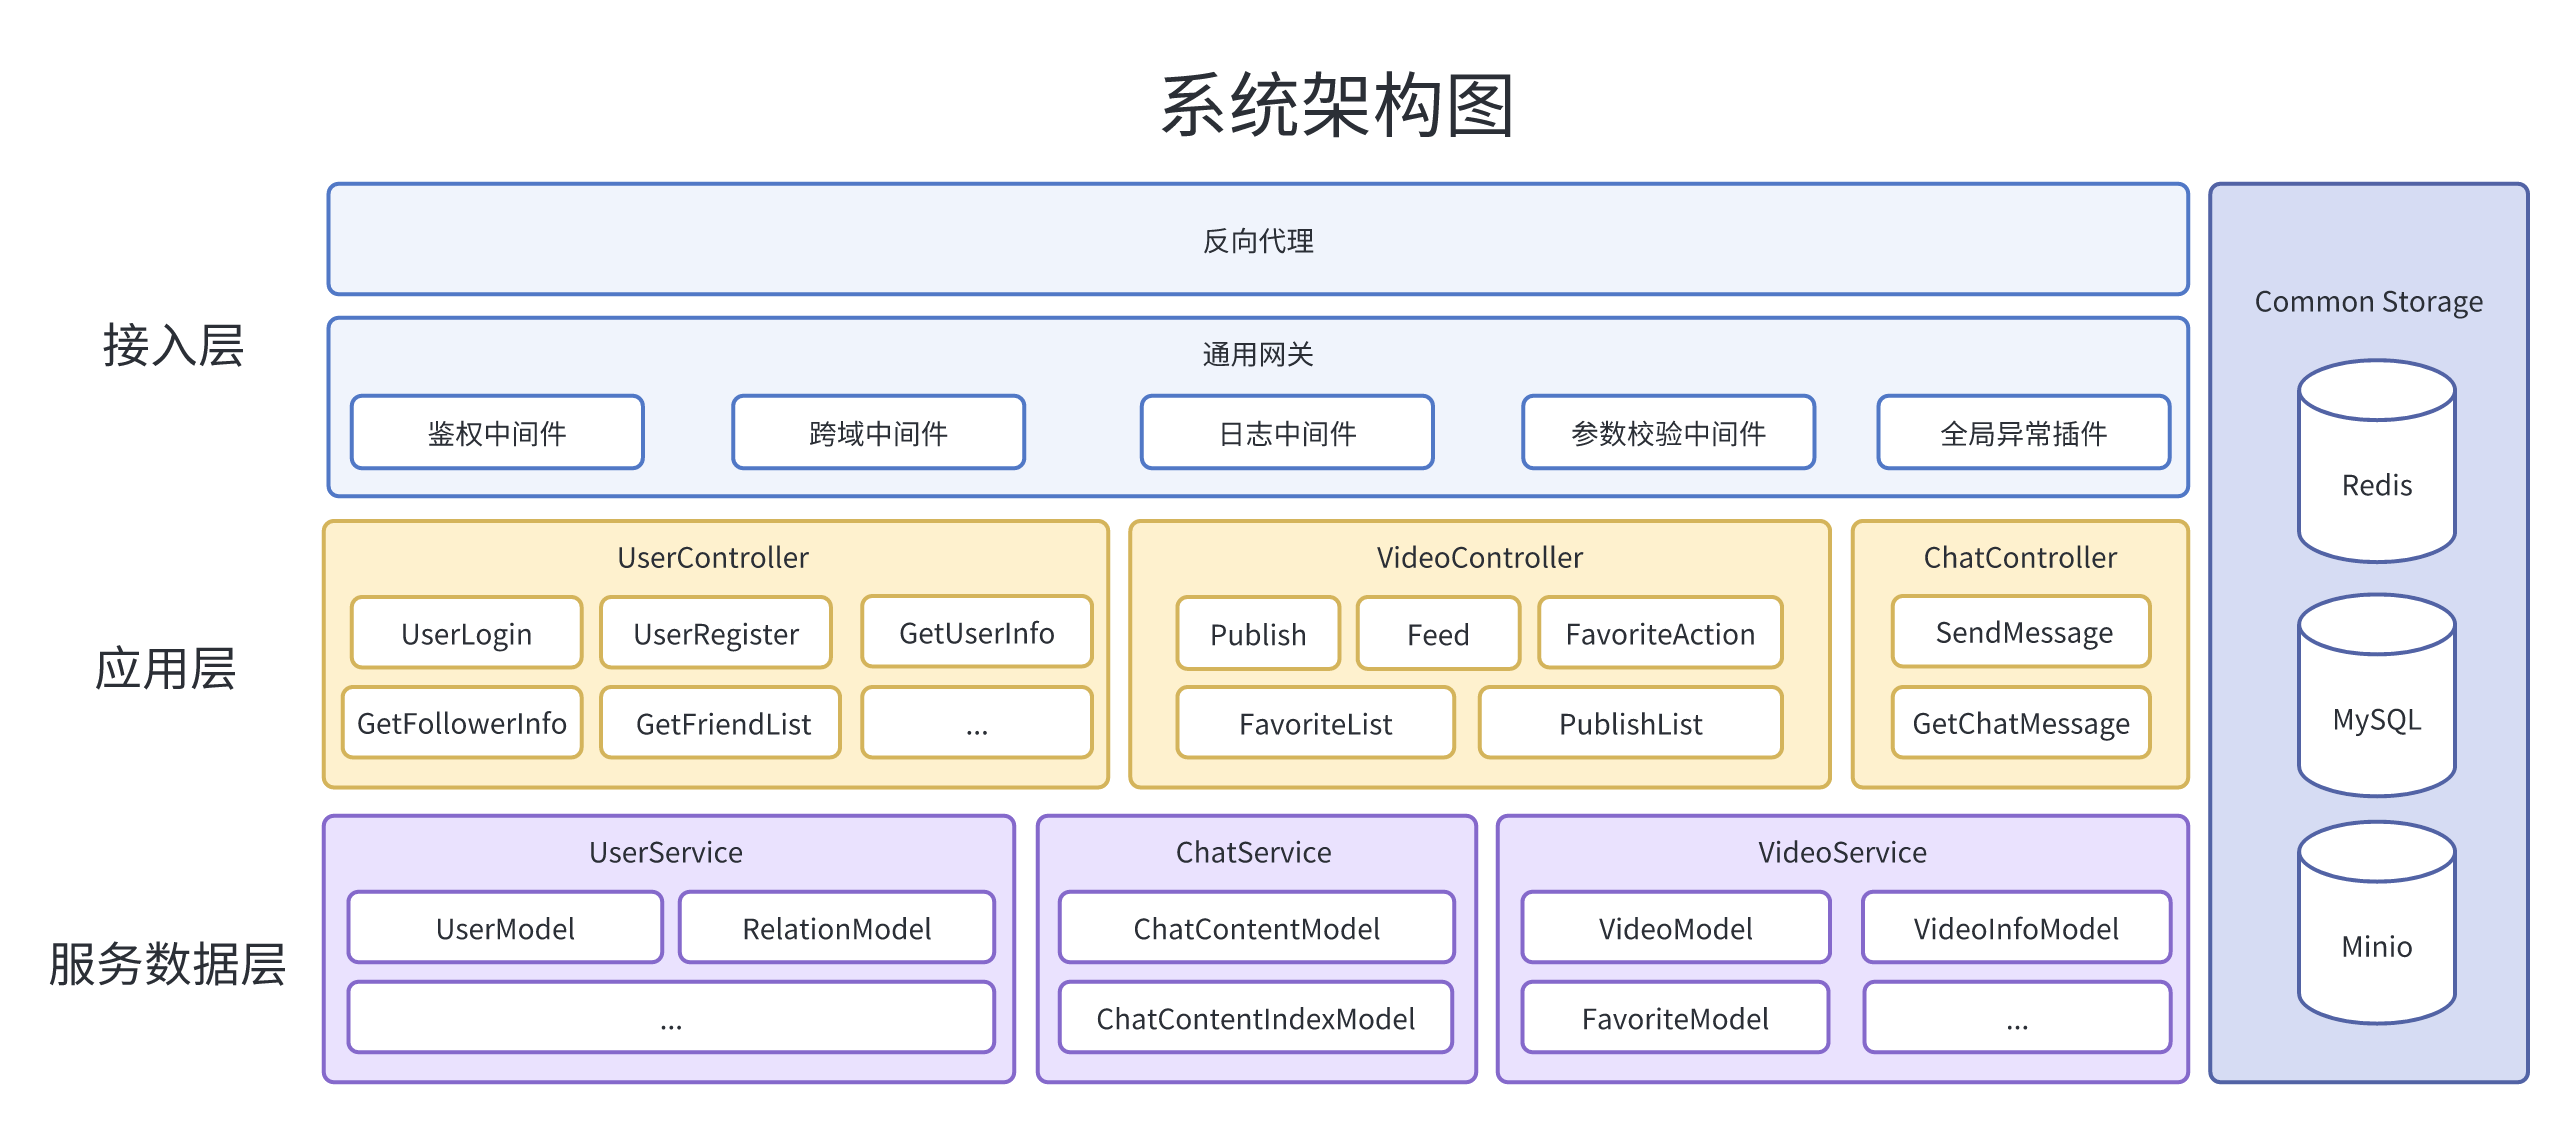 系统架构图
接入层
反向代理
通用网关
鉴权中间件
跨域中间件
日志中间件
参数校验中间件
全局异常插件
应用层
UserController
UserLogin
UserRegister
GetUserInfo
GetFollowerInfo
GetFriendList
...
VideoController
Publish
Feed
FavoriteAction
FavoriteList
PublishList
ChatController
SendMessage
GetChatMessage
服务数据层
UserService
UserModel
RelationModel
...
ChatService
ChatContentModel
ChatContentIndexModel
VideoService
VideoModel
VideoInfoModel
FavoriteModel
...
Common Storage
Redis
MySQL
Minio